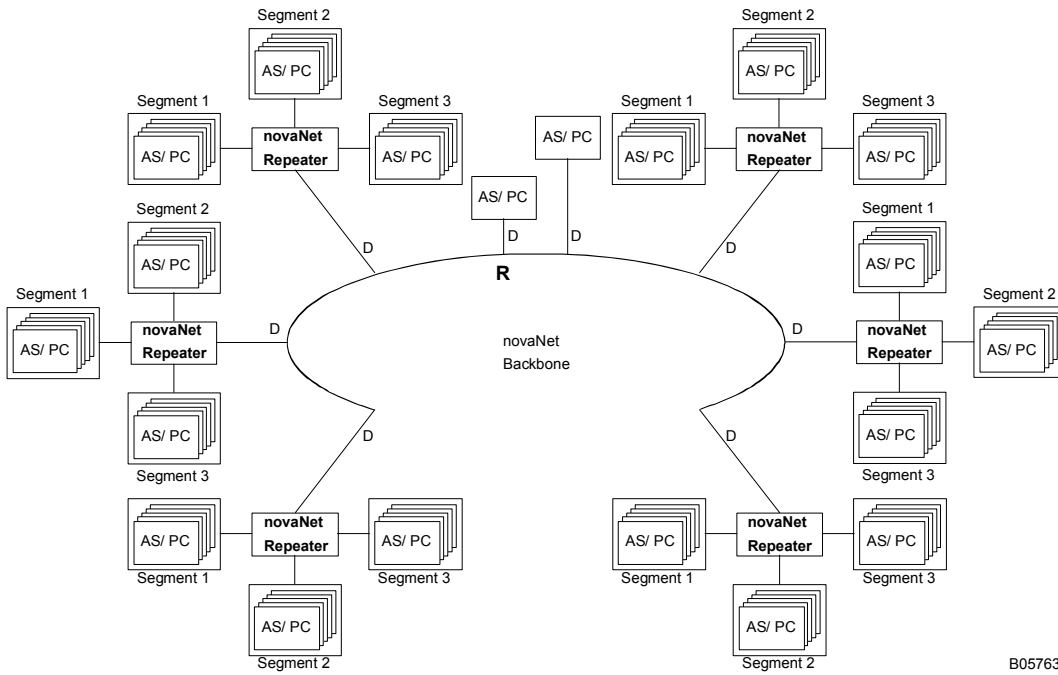 Segment 2
AS/ PC
Segment 1
AS/ PC
novaNet
Repeater
Segment 3
AS/ PC
D
AS/ PC
D
AS/ PC
D
Segment 2
AS/ PC
Segment 1
AS/ PC
novaNet
Repeater
Segment 3
AS/ PC
D
Segment 2
AS/ PC
Segment 1
AS/ PC
novaNet
Repeater
D
AS/ PC
Segment 3
R
novaNet
Backbone
Segment 1
AS/ PC
D
novaNet
Repeater
Segment 2
AS/ PC
AS/ PC
Segment 3
D
AS/ PC
Segment 1
novaNet
Repeater
AS/ PC
Segment 3
AS/ PC
Segment 2
D
AS/ PC
Segment 1
novaNet
Repeater
AS/ PC
Segment 3
AS/ PC
Segment 2
B05763